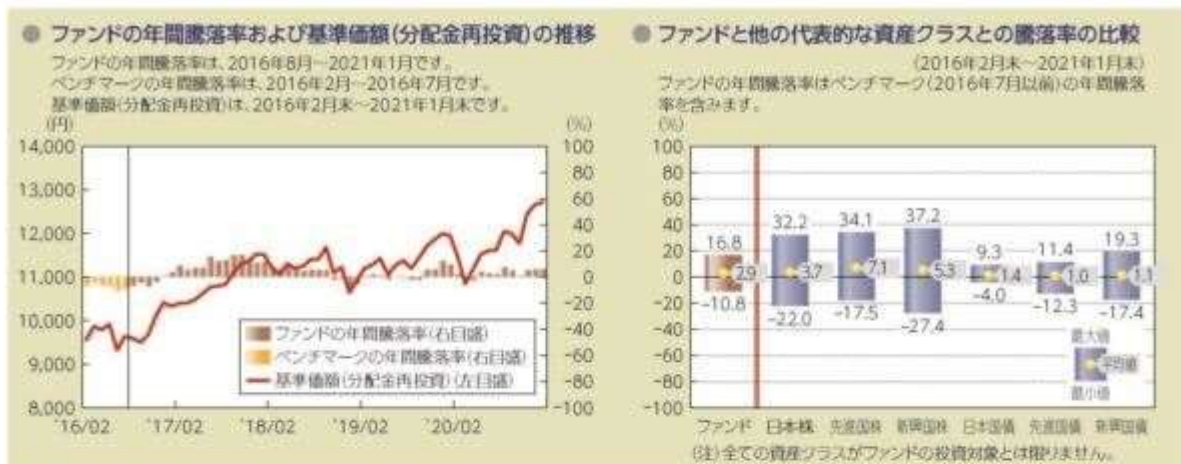 ● ファンドの年間騰落率および基準価額(分配金再投資)の推移
ファンドの年間騰落率は、2016年8月～2021年1月です。
ベンチマークの年間騰落率は、2016年2月～2016年7月です。
基準価額(分配金再投資)は、2016年2月末～2021年1月末です。
(円)
(%)
14,000
13,000
12,000
11,000
10,000
9,000
8,000
100
80
60
40
20
0
-20
-40
-60
-80
-100
ファンドの年間騰落率(右目盛)
ベンチマークの年間騰落率(右目盛)
基準価額(分配金再投資)(左目盛)
'16/02 '17/02 '18/02 '19/02 '20/02
● ファンドと他の代表的な資産クラスとの騰落率の比較
(2016年2月末～2021年1月末)
ファンドの年間騰落率はベンチマーク(2016年7月以前)の年間騰落
率を含みます。
(%)
100
80
60
40
20
0
-20
-40
-60
-80
-100
16.8 32.2 34.1 37.2 9.3 11.4 19.3
2.9 3.7 7.1 5.3 1.4 1.0 1.1
-10.8 -22.0 -17.5 -27.4 -4.0 -12.3 -17.4
最大値
平均値
最小値
ファンド 日本株 先進国株 新興国株 日本国債 先進国債 新興国債
(注)全ての資産クラスがファンドの投資対象とは限りません。